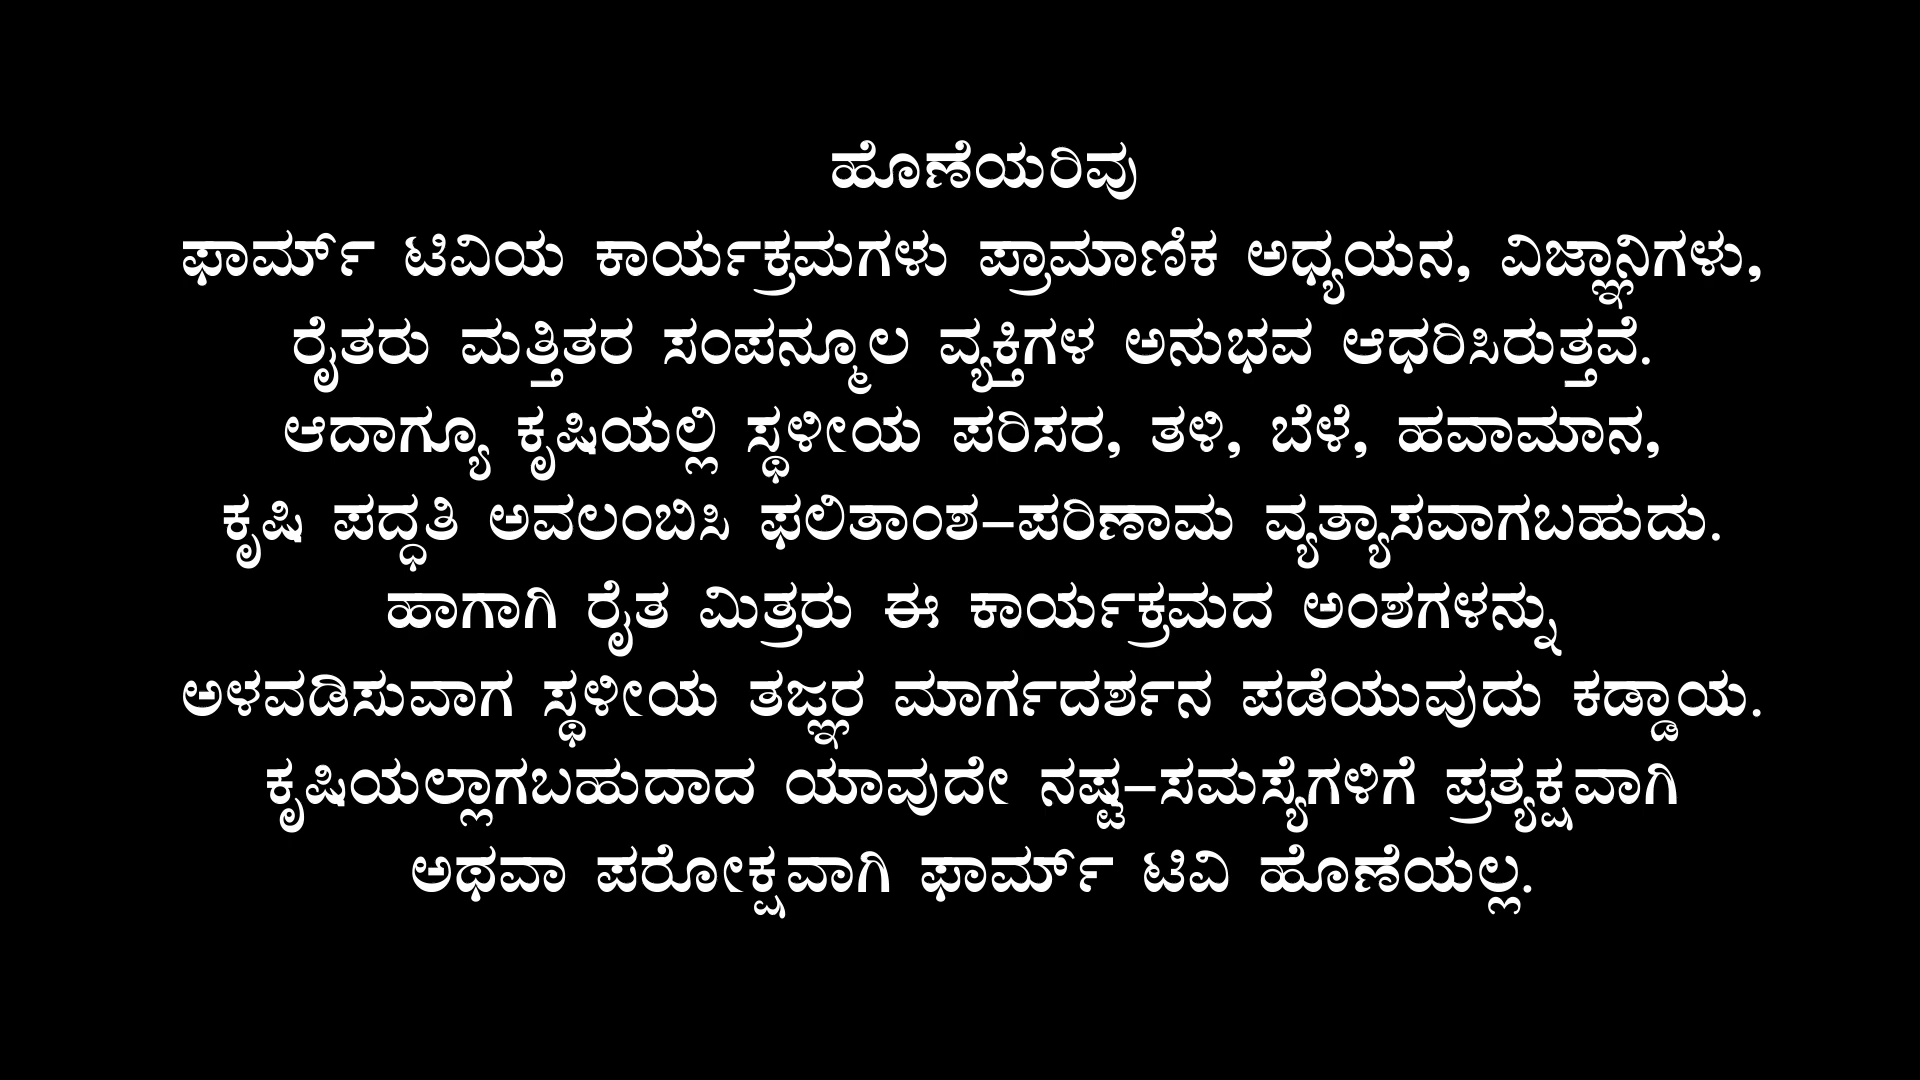 ಹೊಣೆಯರಿವು
ಫಾರ್ಮ್ ಟಿವಿಯ ಕಾರ್ಯಕ್ರಮಗಳು ಪ್ರಾಮಾಣಿಕ ಅಧ್ಯಯನ, ವಿಜ್ಞಾನಿಗಳು,
ರೈತರು ಮತ್ತಿತರ ಸಂಪನ್ಮೂಲ ವ್ಯಕ್ತಿಗಳ ಅನುಭವ ಆಧರಿಸಿರುತ್ತವೆ.
ಆದಾಗ್ಯೂ ಕೃಷಿಯಲ್ಲಿ ಸ್ಥಳೀಯ ಪರಿಸರ, ತಳಿ, ಬೆಳೆ, ಹವಾಮಾನ,
ಕೃಷಿ ಪದ್ಧತಿ ಅವಲಂಬಿಸಿ ಫಲಿತಾಂಶ–ಪರಿಣಾಮ ವ್ಯತ್ಯಾಸವಾಗಬಹುದು.
ಹಾಗಾಗಿ ರೈತ ಮಿತ್ರರು ಈ ಕಾರ್ಯಕ್ರಮದ ಅಂಶಗಳನ್ನು
ಅಳವಡಿಸುವಾಗ ಸ್ಥಳೀಯ ತಜ್ಞರ ಮಾರ್ಗದರ್ಶನ ಪಡೆಯುವುದು ಕಡ್ಡಾಯ.
ಕೃಷಿಯಲ್ಲಾಗಬಹುದಾದ ಯಾವುದೇ ನಷ್ಟ–ಸಮಸ್ಯೆಗಳಿಗೆ ಪ್ರತ್ಯಕ್ಷವಾಗಿ
ಅಥವಾ ಪರೋಕ್ಷವಾಗಿ ಫಾರ್ಮ್ ಟಿವಿ ಹೊಣೆಯಲ್ಲ.